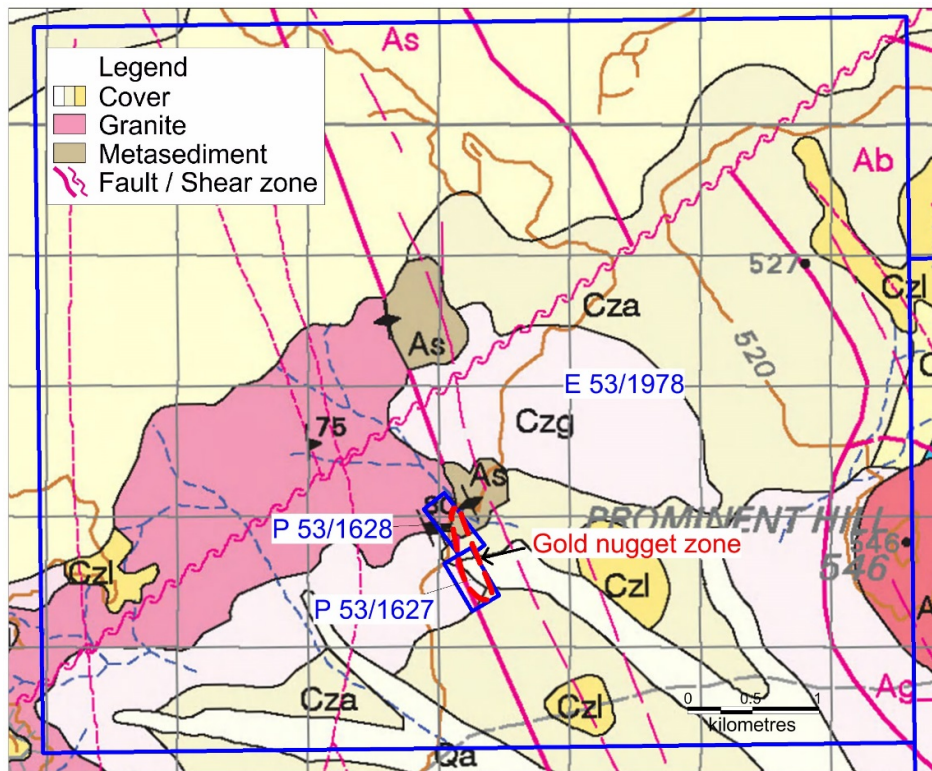 As
Legend
Cover
Granite
Metasediment
Fault / Shear zone
Ab
527
Czl
Cza
As
520
E 53/1978
75
Czg
As
80
P 53/1628
PROMINENT HILL
Gold nugget zone
546
546
Czl
Czl
P 53/1627
A
Ag
Cza
Czl
0 0.5 1
kilometres
Qa